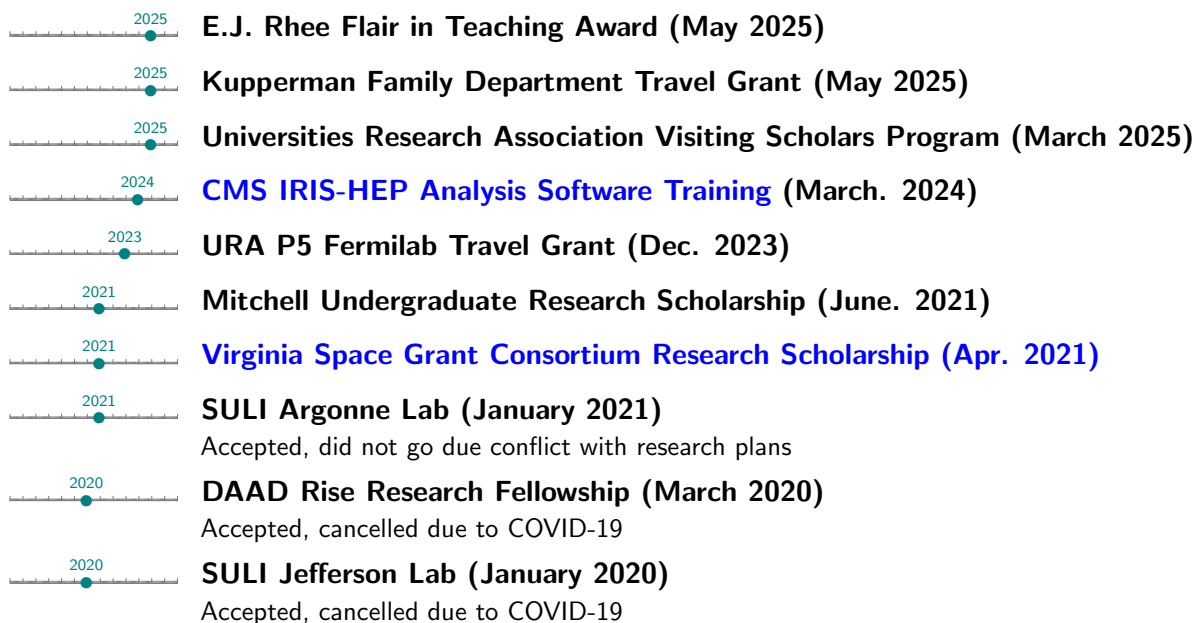 2025
E.J. Rhee Flair in Teaching Award (May 2025)
2025
Kupperman Family Department Travel Grant (May 2025)
2025
Universities Research Association Visiting Scholars Program (March 2025)
2024
CMS IRIS-HEP Analysis Software Training (March. 2024)
2023
URA P5 Fermilab Travel Grant (Dec. 2023)
2021
Mitchell Undergraduate Research Scholarship (June. 2021)
2021
Virginia Space Grant Consortium Research Scholarship (Apr. 2021)
2021
SULI Argonne Lab (January 2021)
Accepted, did not go due conflict with research plans
2020
DAAD Rise Research Fellowship (March 2020)
Accepted, cancelled due to COVID-19
2020
SULI Jefferson Lab (January 2020)
Accepted, cancelled due to COVID-19